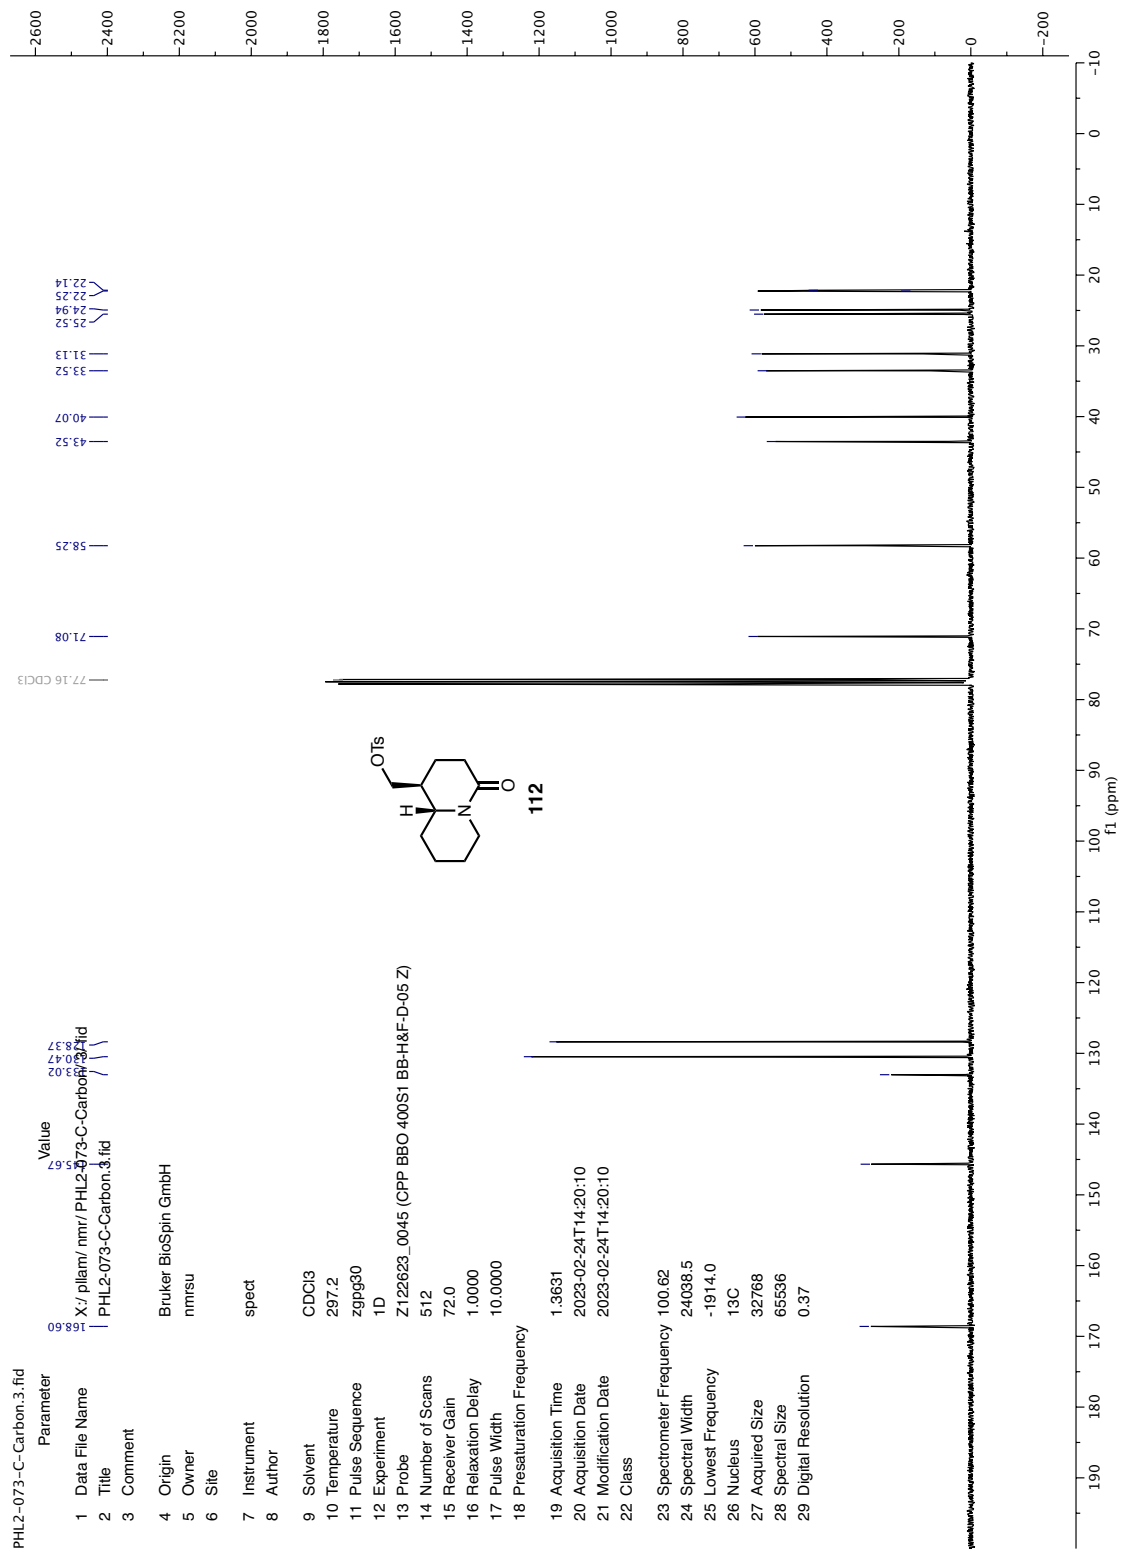 PHL2-073-C-Carbon.3.fid
Parameter Value
1 Data File Name X:/ pllam/ nmr/ PHL2-073-C-Carbon/ 3/ fid
2 Title PHL2-073-C-Carbon.3.fid
3 Comment
4 Origin Bruker BioSpin GmbH
5 Owner nmrsu
6 Site
7 Instrument spect
8 Author
9 Solvent CDCl3
10 Temperature 297.2
11 Pulse Sequence zgpg30
12 Experiment 1D
13 Probe Z122623_0045 (CPP BBO 400S1 BB-H&F-D-05 Z)
14 Number of Scans 512
15 Receiver Gain 72.0
16 Relaxation Delay 1.0000
17 Pulse Width 10.0000
18 Presaturation Frequency
19 Acquisition Time 1.3631
20 Acquisition Date 2023-02-24T14:20:10
21 Modification Date 2023-02-24T14:20:10
22 Class
23 Spectrometer Frequency 100.62
24 Spectral Width 24038.5
25 Lowest Frequency -1914.0
26 Nucleus 13C
27 Acquired Size 32768
28 Spectral Size 65536
29 Digital Resolution 0.37
168.60
145.67
133.02
130.47
128.37
77.16 CDCl3
71.08
58.25
43.52
40.07
33.52
31.13
25.52
24.94
22.25
22.14
OTs
H
N
O
112
2600
2400
2200
2000
1800
1600
1400
1200
1000
800
600
400
200
0
-200
190 180 170 160 150 140 130 120 110 100 90 80 70 60 50 40 30 20 10 0 -10
f1 (ppm)